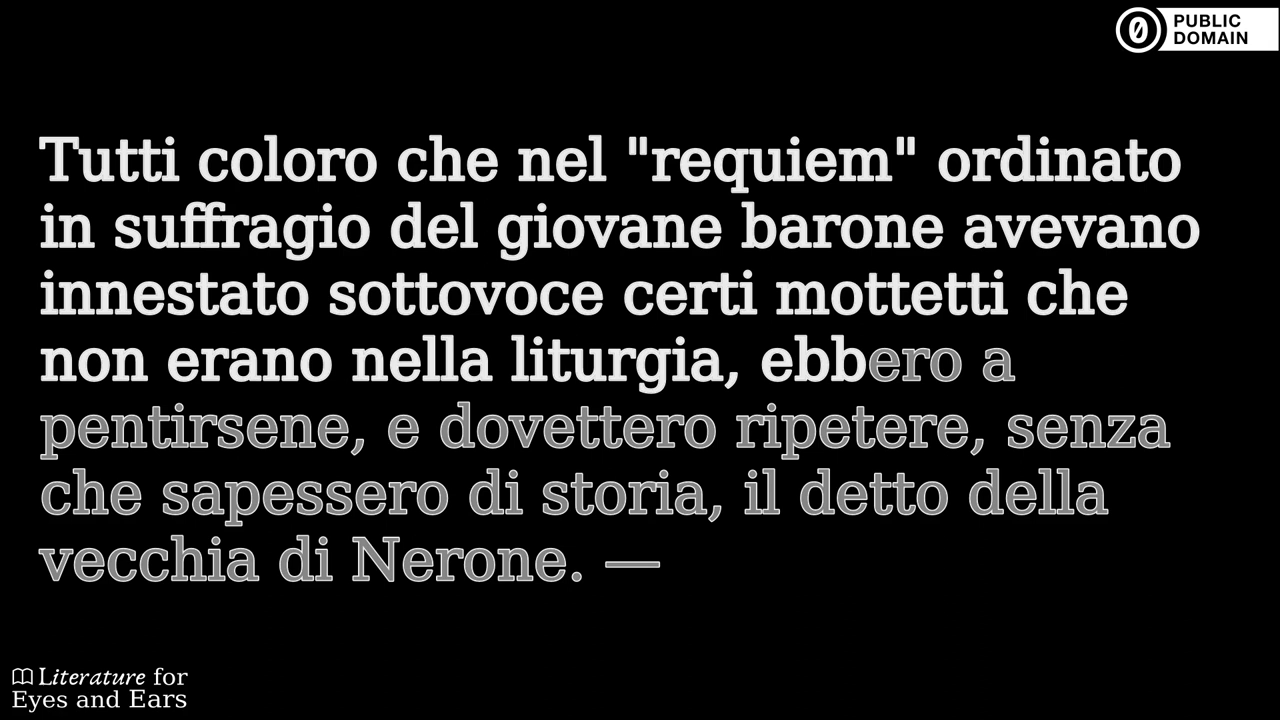 PUBLIC
DOMAIN
Tutti coloro che nel "requiem" ordinato
in suffragio del giovane barone avevano
innestato sottovoce certi mottetti che
non erano nella liturgia, ebbero a
pentirsene, e dovettero ripetere, senza
che sapessero di storia, il detto della
vecchia di Nerone. —
Literature for
Eyes and Ears